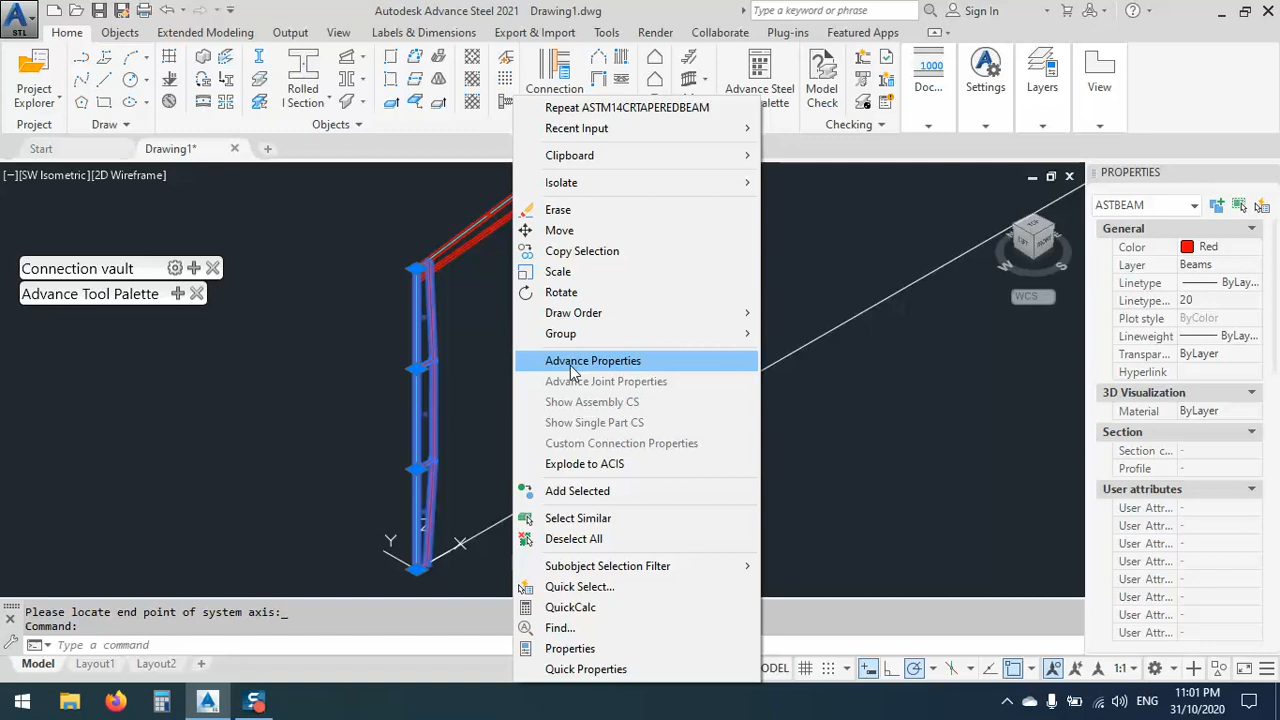 Autodesk Advance Steel 2021 Drawing1.dwg
Type a keyword or phrase
Sign In
STL
Home Objects Extended Modeling Output View Labels & Dimensions Export & Import Tools Render Collaborate Plug-ins Featured Apps
Project
Explorer
Rolled
I Section
Connection
Advance Steel
Palette
Model
Check
1000
Doc...
Settings
Layers
View
Project Draw Objects Checking
Start Drawing1*
[−][SW Isometric][2D Wireframe]
Connection vault
Advance Tool Palette
Y
X
Z
TOP
FRONT
W
S
WCS
Repeat ASTM14CRTAPEREDBEAM
Recent Input
Clipboard
Isolate
Erase
Move
Copy Selection
Scale
Rotate
Draw Order
Group
Advance Properties
Advance Joint Properties
Show Assembly CS
Show Single Part CS
Custom Connection Properties
Explode to ACIS
Add Selected
Select Similar
Deselect All
Subobject Selection Filter
Quick Select...
QuickCalc
Find...
Properties
Quick Properties
PROPERTIES
ASTBEAM
General
Color Red
Layer Beams
Linetype ByLay...
Linetype... 20
Plot style ByColor
Lineweight ByLay...
Transpar... ByLayer
Hyperlink
3D Visualization
Material ByLayer
Section
Section c... -
Profile -
User attributes
User Attr... -
User Attr... -
User Attr... -
User Attr... -
User Attr... -
User Attr... -
User Attr... -
User Attr... -
Please locate end point of system axis:_
Command:
Type a command
Model Layout1 Layout2 +
ODEL
1:1
ENG
11:01 PM
31/10/2020